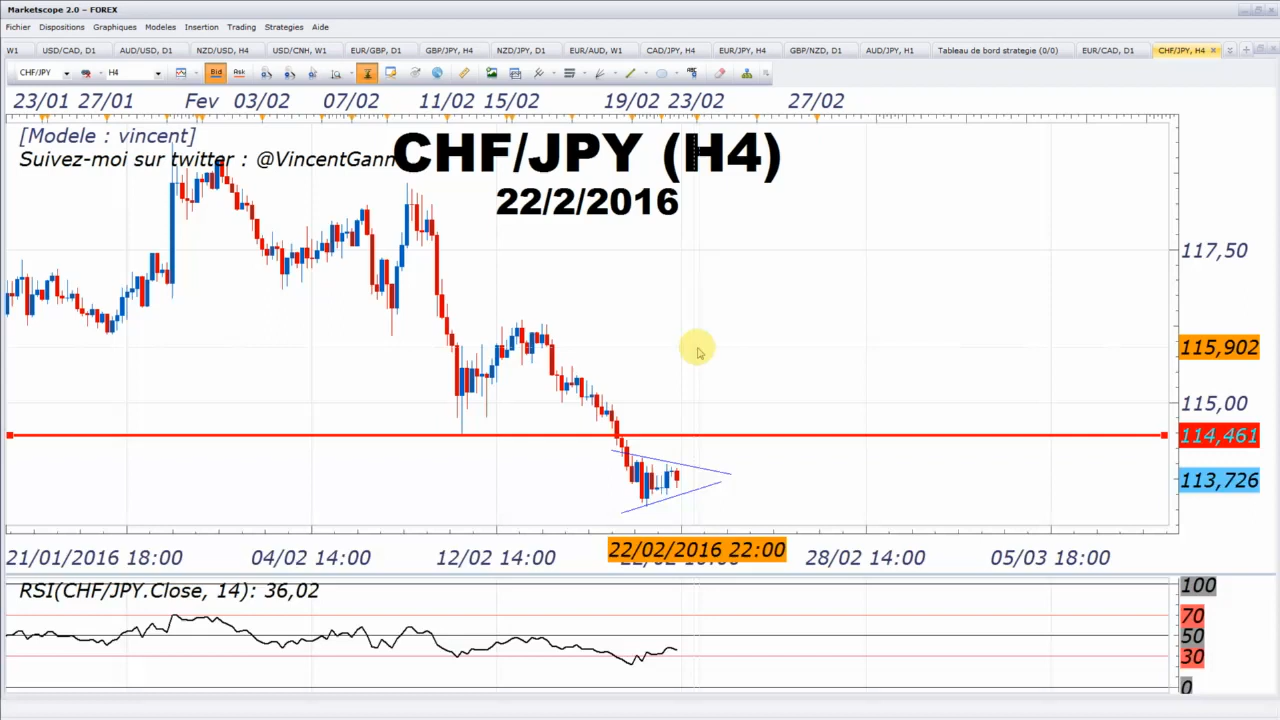 Marketscope 2.0 – FOREX
Fichier Dispositions Graphiques Modeles Insertion Trading Strategies Aide
W1 USD/CAD, D1 AUD/USD, D1 NZD/USD, H4 USD/CNH, W1 EUR/GBP, D1 GBP/JPY, H4 NZD/JPY, D1 EUR/AUD, W1 CAD/JPY, H4 EUR/JPY, H4 GBP/NZD, D1 AUD/JPY, H1 Tableau de bord strategie (0/0) EUR/CAD, D1 CHF/JPY, H4
CHF/JPY H4 Bid Ask
23/01 27/01 Fev 03/02 07/02 11/02 15/02 19/02 23/02 27/02
[Modele : vincent]
Suivez-moi sur twitter : @VincentGann
CHF/JPY (H4)
22/2/2016
117,50
115,902
115,00
114,461
113,726
21/01/2016 18:00 04/02 14:00 12/02 14:00 22/02/2016 22:00 28/02 14:00 05/03 18:00
RSI(CHF/JPY.Close, 14): 36,02
100
70
50
30
0